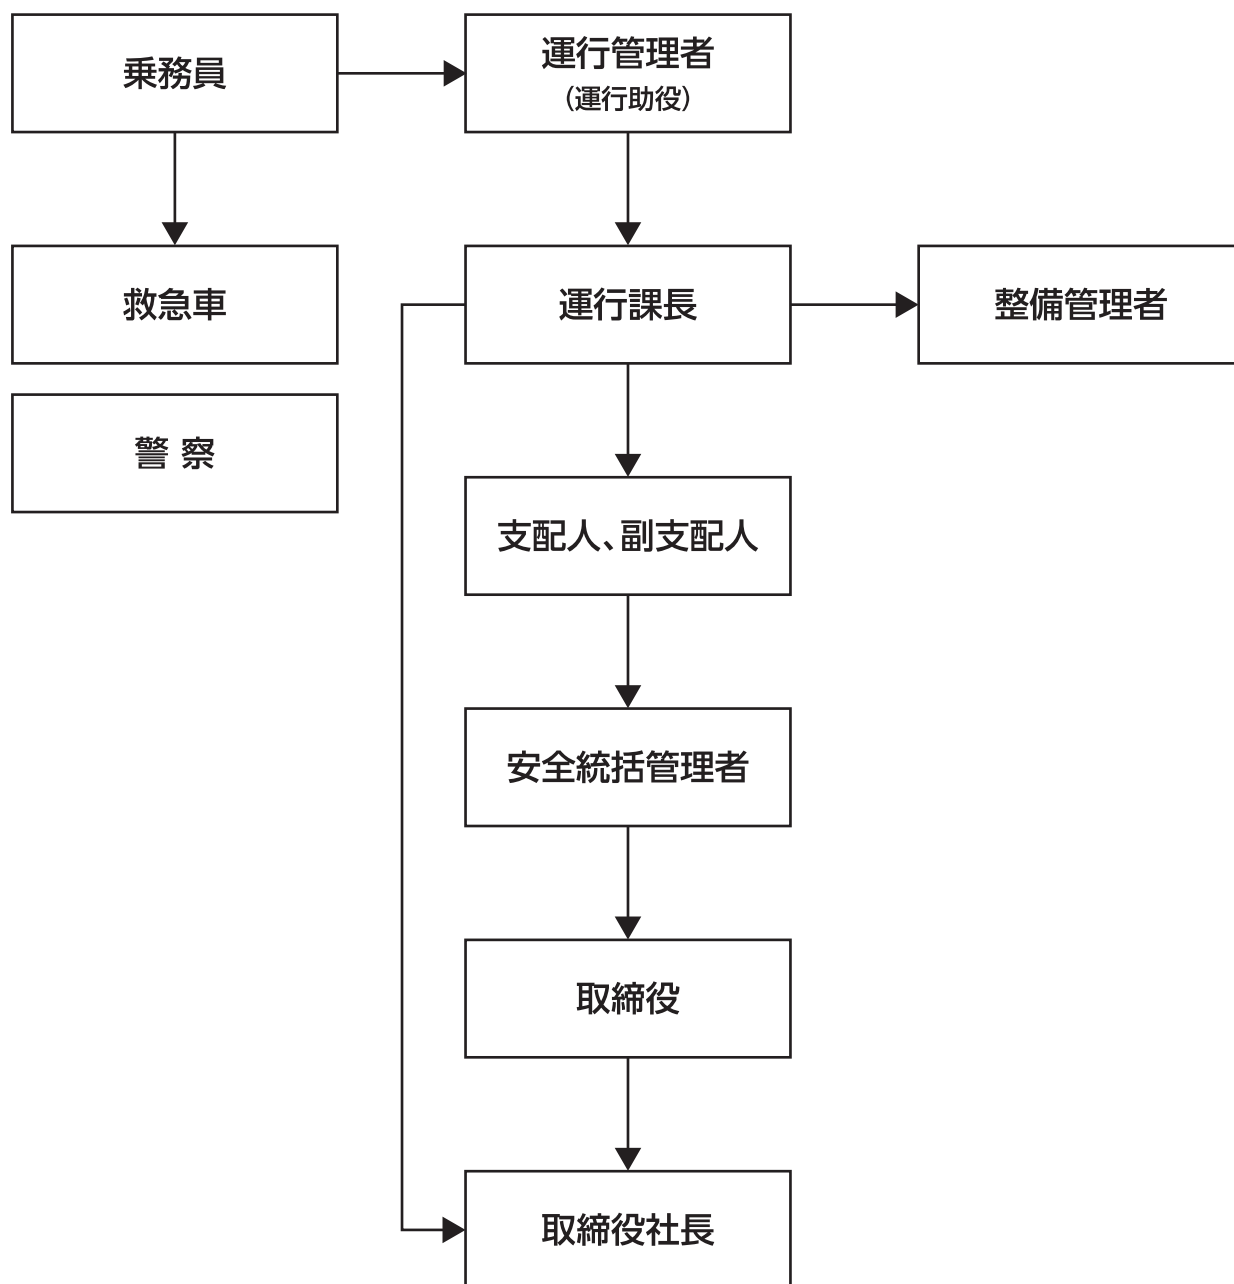 乗務員
運行管理者
（運行助役）
救急車
運行課長
整備管理者
警 察
支配人、副支配人
安全統括管理者
取締役
取締役社長